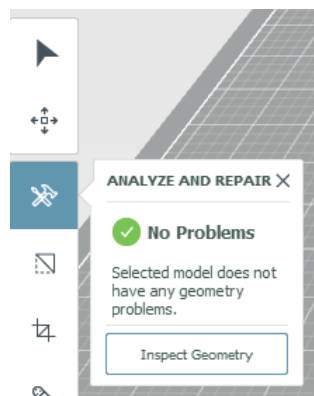 ANALYZE AND REPAIR
No Problems
Selected model does not
have any geometry
problems.
Inspect Geometry